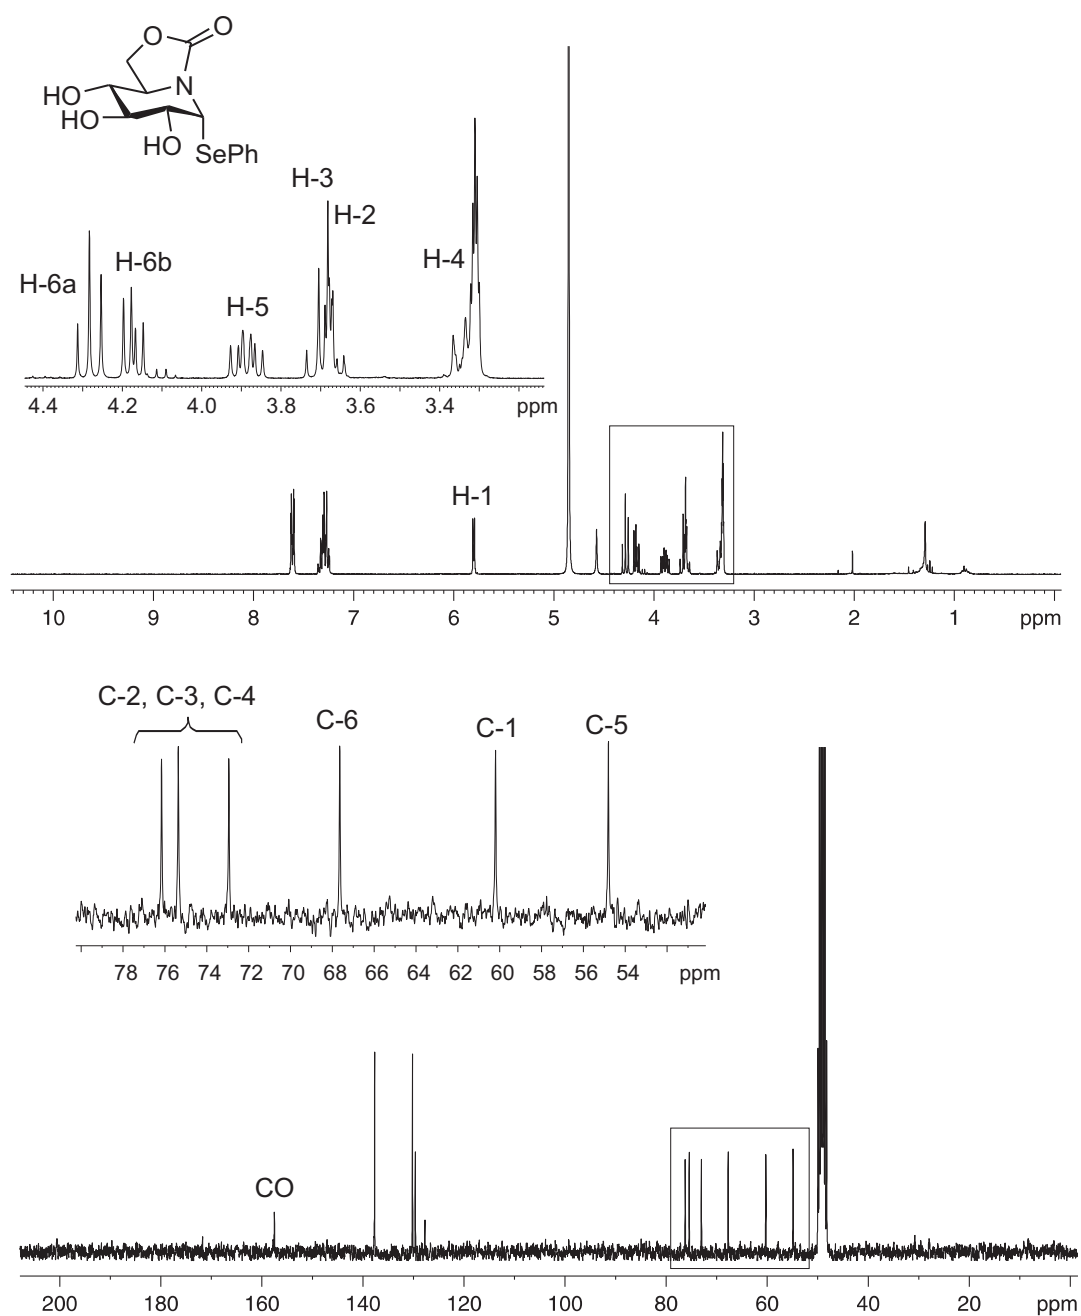 O
O
N
HO
HO
HO
SePh
H-3
H-2
H-6a
H-6b
H-5
H-4
4.4 4.2 4.0 3.8 3.6 3.4 ppm
H-1
10 9 8 7 6 5 4 3 2 1 ppm
C-2, C-3, C-4
C-6
C-1
C-5
78 76 74 72 70 68 66 64 62 60 58 56 54 ppm
CO
200 180 160 140 120 100 80 60 40 20 ppm